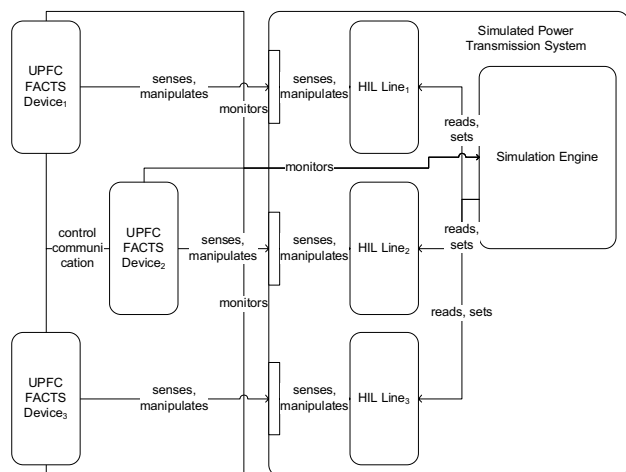 Simulated Power
Transmission System
UPFC
FACTS
Device1
senses,
manipulates
monitors
senses,
manipulates
HIL Line1
reads,
sets
Simulation Engine
monitors
control
communi
cation
UPFC
FACTS
Device2
senses,
manipulates
monitors
senses,
manipulates
HIL Line2
reads,
sets
reads, sets
UPFC
FACTS
Device3
senses,
manipulates
senses,
manipulates
HIL Line3